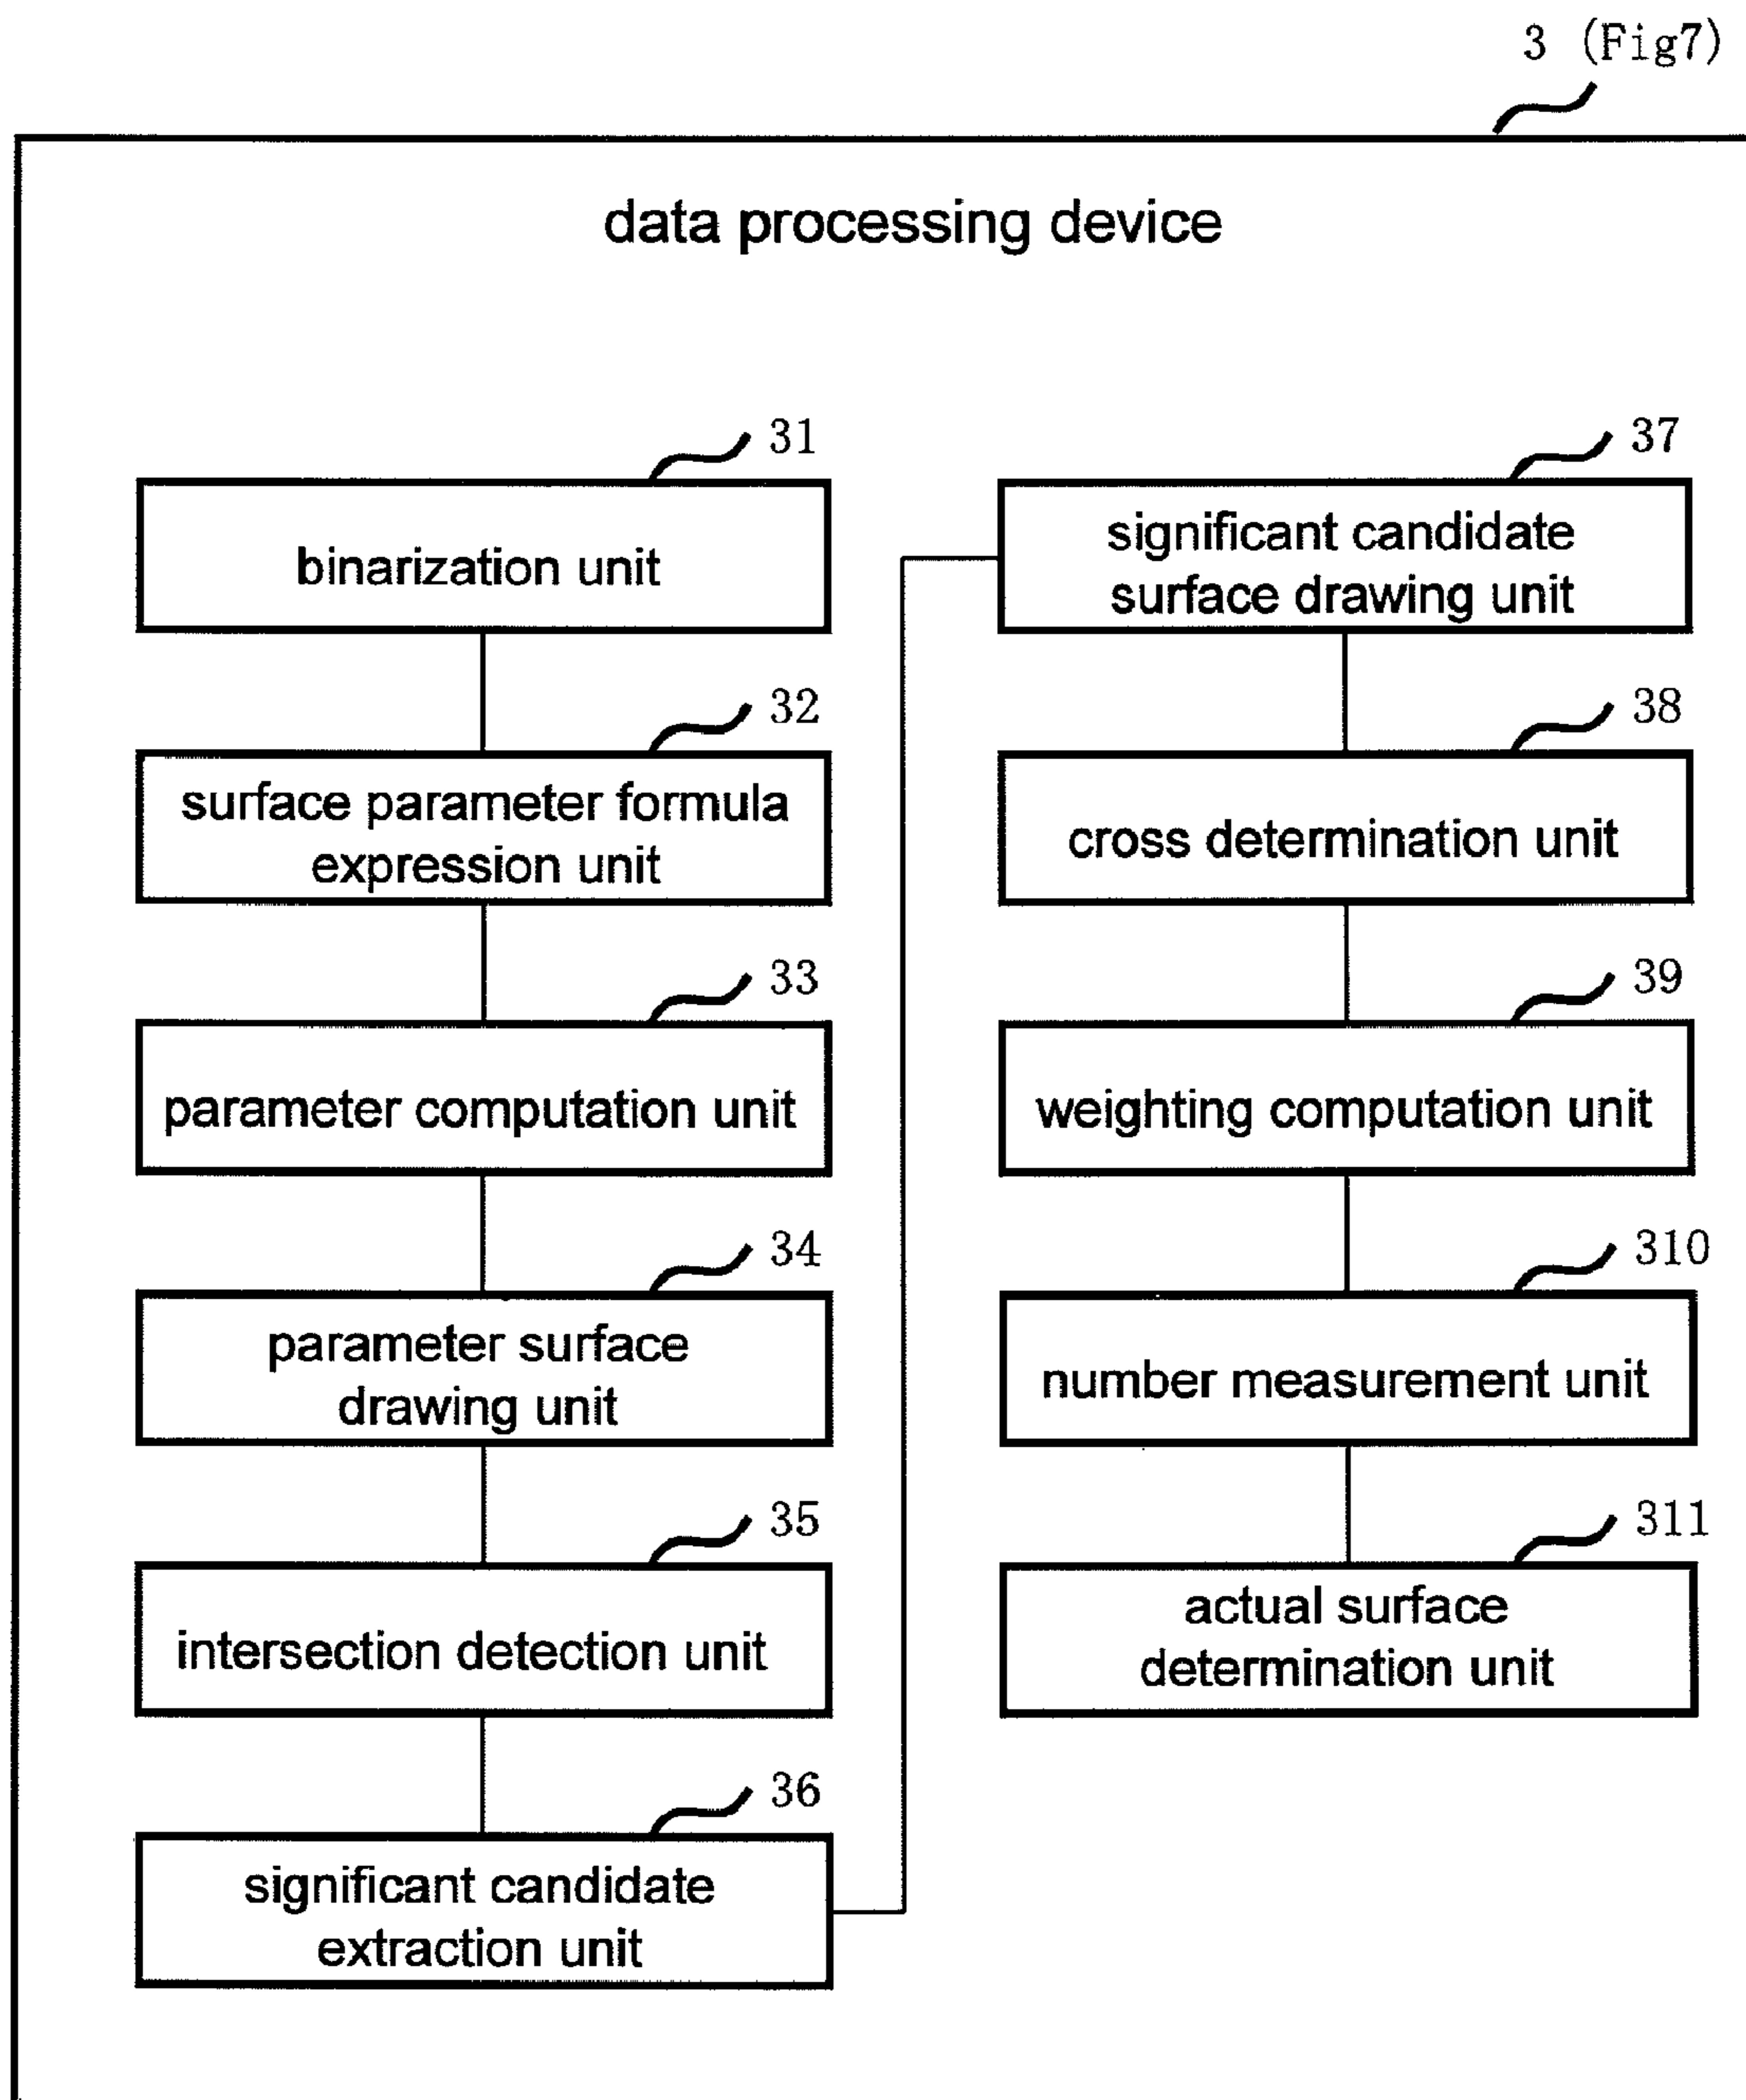 3 (Fig7)
data processing device
31
binarization unit
32
surface parameter formula
expression unit
33
parameter computation unit
34
parameter surface
drawing unit
35
intersection detection unit
36
significant candidate
extraction unit
37
significant candidate
surface drawing unit
38
cross determination unit
39
weighting computation unit
310
number measurement unit
311
actual surface
determination unit